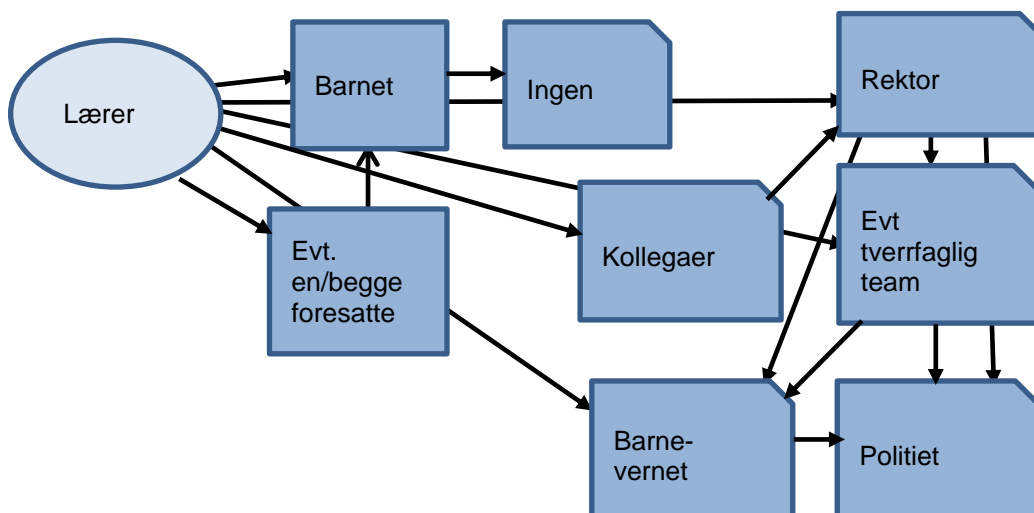 Lærer
Barnet
Ingen
Rektor
Evt.
en/begge
foresatte
Kollegaer
Evt
tverrfaglig
team
Barne-
vernet
Politiet